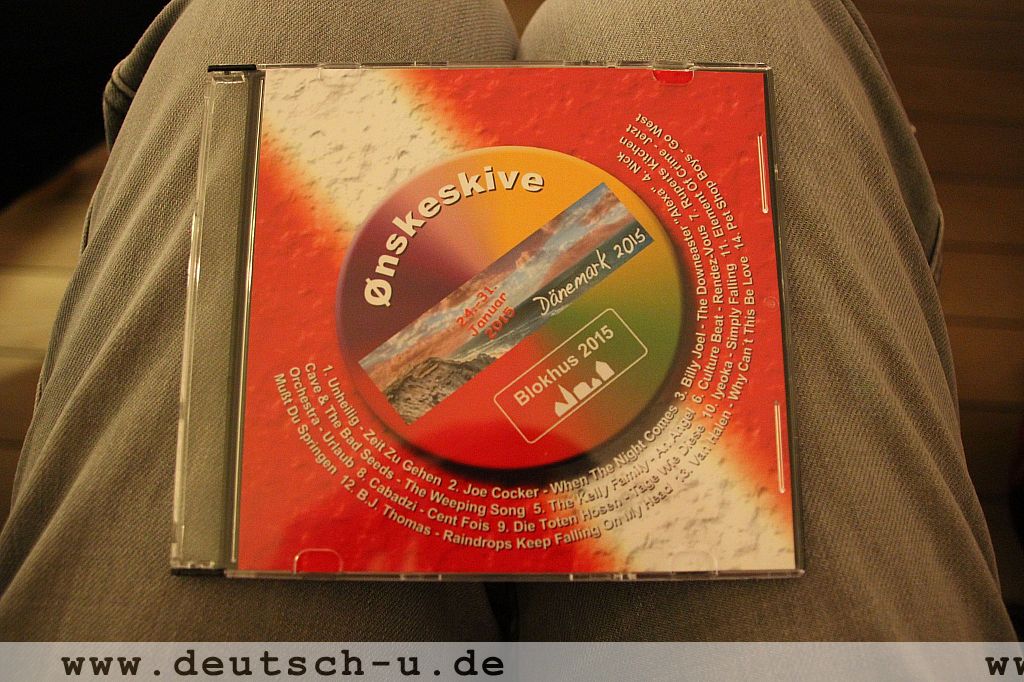 Ønskeskive
24.-31.
Januar
2015
Dänemark 2015
Blokhus 2015
1. Unheilig - Zeit Zu Gehen 2. Joe Cocker - When The Night Comes 3. Billy Joel - The Downeaster "Alexa" 4. Nick
Cave & The Bad Seeds - The Weeping Song 5. The Kelly Family - An Angel 6. Culture Beat - Rendez-Vous 7. Ruperts Kitchen
Orchestra - Urlaub 8. Cabadzi - Cent Fois 9. Die Toten Hosen - Tage Wie Diese 10. Iyeoka - Simply Falling 11. Element Of Crime - Jetzt
Mußt Du Springen 12. B.J. Thomas - Raindrops Keep Falling On My Head 13. Van Halen - Why Can't This Be Love 14. Pet Shop Boys - Go West
www.deutsch-u.de